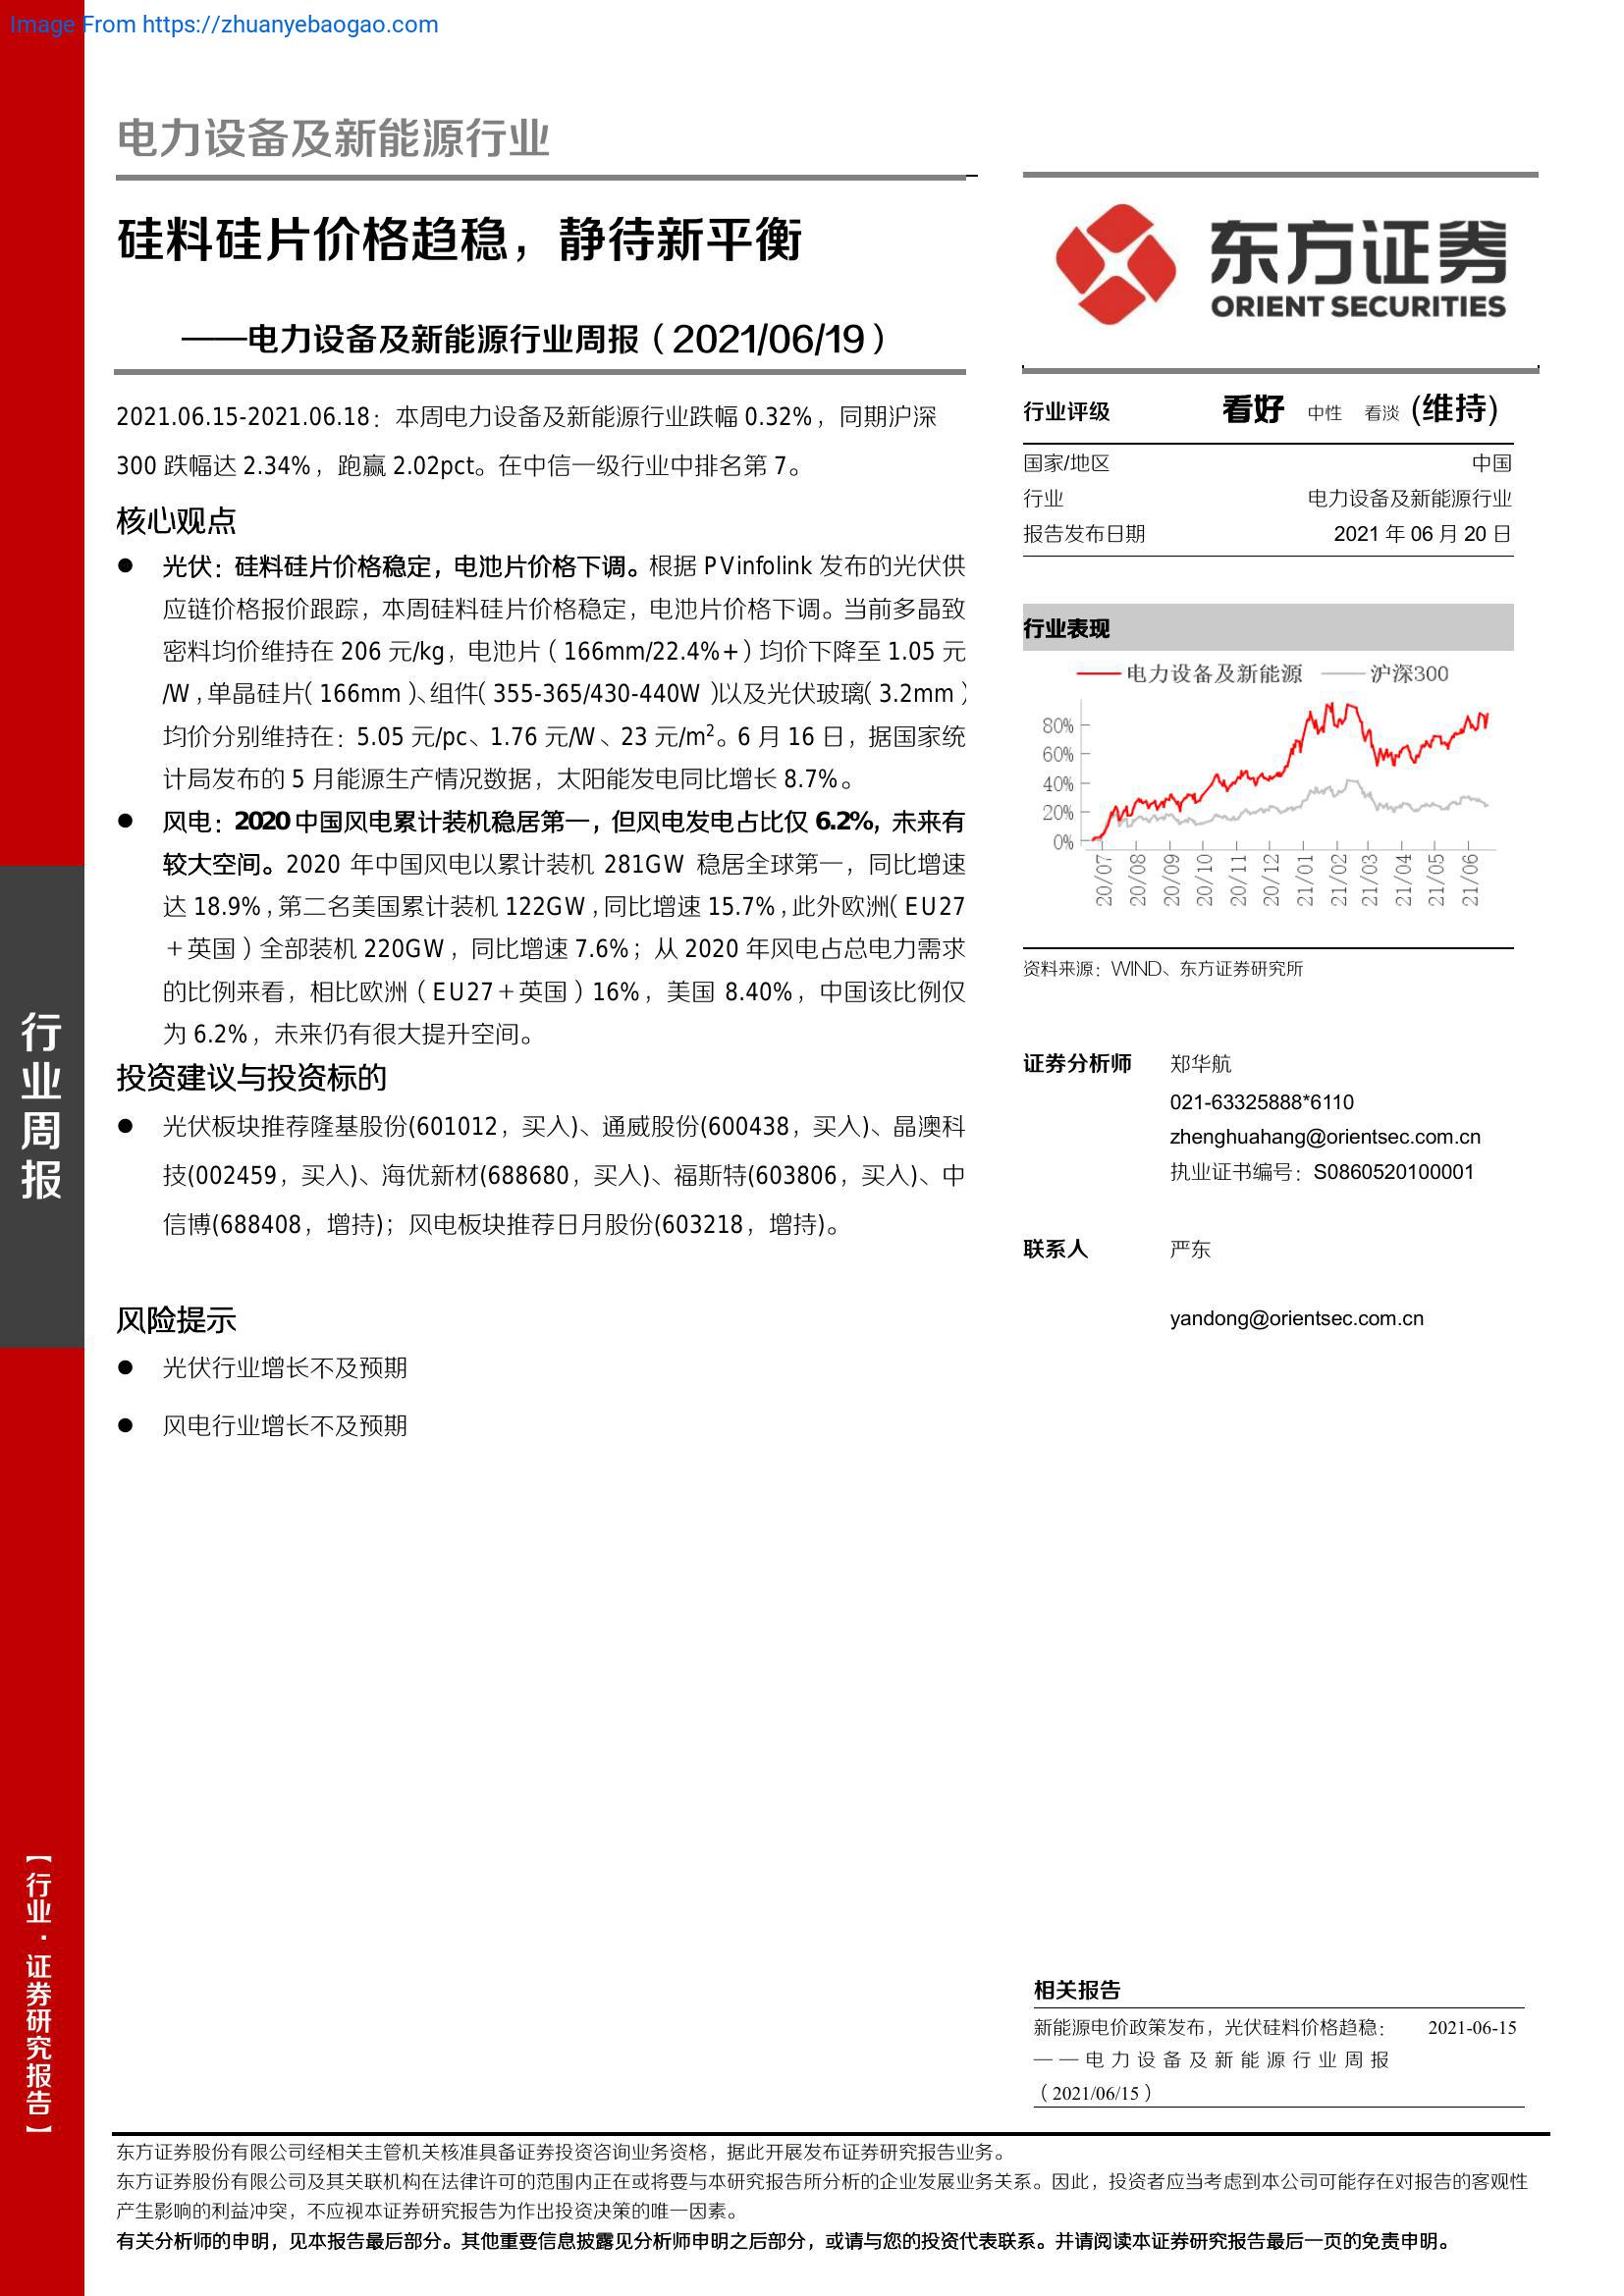 Image From https://zhuanyebaogao.com
电力设备及新能源行业
硅料硅片价格趋稳，静待新平衡
——电力设备及新能源行业周报（2021/06/19）
2021.06.15-2021.06.18：本周电力设备及新能源行业跌幅 0.32%，同期沪深
300 跌幅达 2.34%，跑赢 2.02pct。在中信一级行业中排名第 7。
核心观点
● 光伏：硅料硅片价格稳定，电池片价格下调。根据 PVinfolink 发布的光伏供
应链价格报价跟踪，本周硅料硅片价格稳定，电池片价格下调。当前多晶致
密料均价维持在 206 元/kg，电池片（166mm/22.4%+）均价下降至 1.05 元
/W，单晶硅片（166mm）、组件（355-365/430-440W）以及光伏玻璃（3.2mm）
均价分别维持在：5.05 元/pc、1.76 元/W、23 元/m²。6 月 16 日，据国家统
计局发布的 5 月能源生产情况数据，太阳能发电同比增长 8.7%。
● 风电：2020 中国风电累计装机稳居第一，但风电发电占比仅 6.2%，未来有
较大空间。2020 年中国风电以累计装机 281GW 稳居全球第一，同比增速
达 18.9%，第二名美国累计装机 122GW，同比增速 15.7%，此外欧洲（EU27
＋英国）全部装机 220GW，同比增速 7.6%；从 2020 年风电占总电力需求
的比例来看，相比欧洲（EU27＋英国）16%，美国 8.40%，中国该比例仅
为 6.2%，未来仍有很大提升空间。
投资建议与投资标的
● 光伏板块推荐隆基股份(601012，买入)、通威股份(600438，买入)、晶澳科
技(002459，买入)、海优新材(688680，买入)、福斯特(603806，买入)、中
信博(688408，增持)；风电板块推荐日月股份(603218，增持)。
风险提示
● 光伏行业增长不及预期
● 风电行业增长不及预期
东方证券
ORIENT SECURITIES
行业评级 看好 中性 看淡 (维持)
国家/地区 中国
行业 电力设备及新能源行业
报告发布日期 2021 年 06 月 20 日
行业表现
电力设备及新能源 沪深300
80%
60%
40%
20%
0%
20/07 20/08 20/09 20/10 20/11 20/12 21/01 21/02 21/03 21/04 21/05 21/06
资料来源：WIND、东方证券研究所
证券分析师 郑华航
021-63325888*6110
zhenghuahang@orientsec.com.cn
执业证书编号：S0860520100001
联系人 严东
yandong@orientsec.com.cn
相关报告
新能源电价政策发布，光伏硅料价格趋稳： 2021-06-15
——电力设备及新能源行业周报
（2021/06/15）
行业周报
【行业·证券研究报告】
东方证券股份有限公司经相关主管机关核准具备证券投资咨询业务资格，据此开展发布证券研究报告业务。
东方证券股份有限公司及其关联机构在法律许可的范围内正在或将要与本研究报告所分析的企业发展业务关系。因此，投资者应当考虑到本公司可能存在对报告的客观性
产生影响的利益冲突，不应视本证券研究报告为作出投资决策的唯一因素。
有关分析师的申明，见本报告最后部分。其他重要信息披露见分析师申明之后部分，或请与您的投资代表联系。并请阅读本证券研究报告最后一页的免责申明。